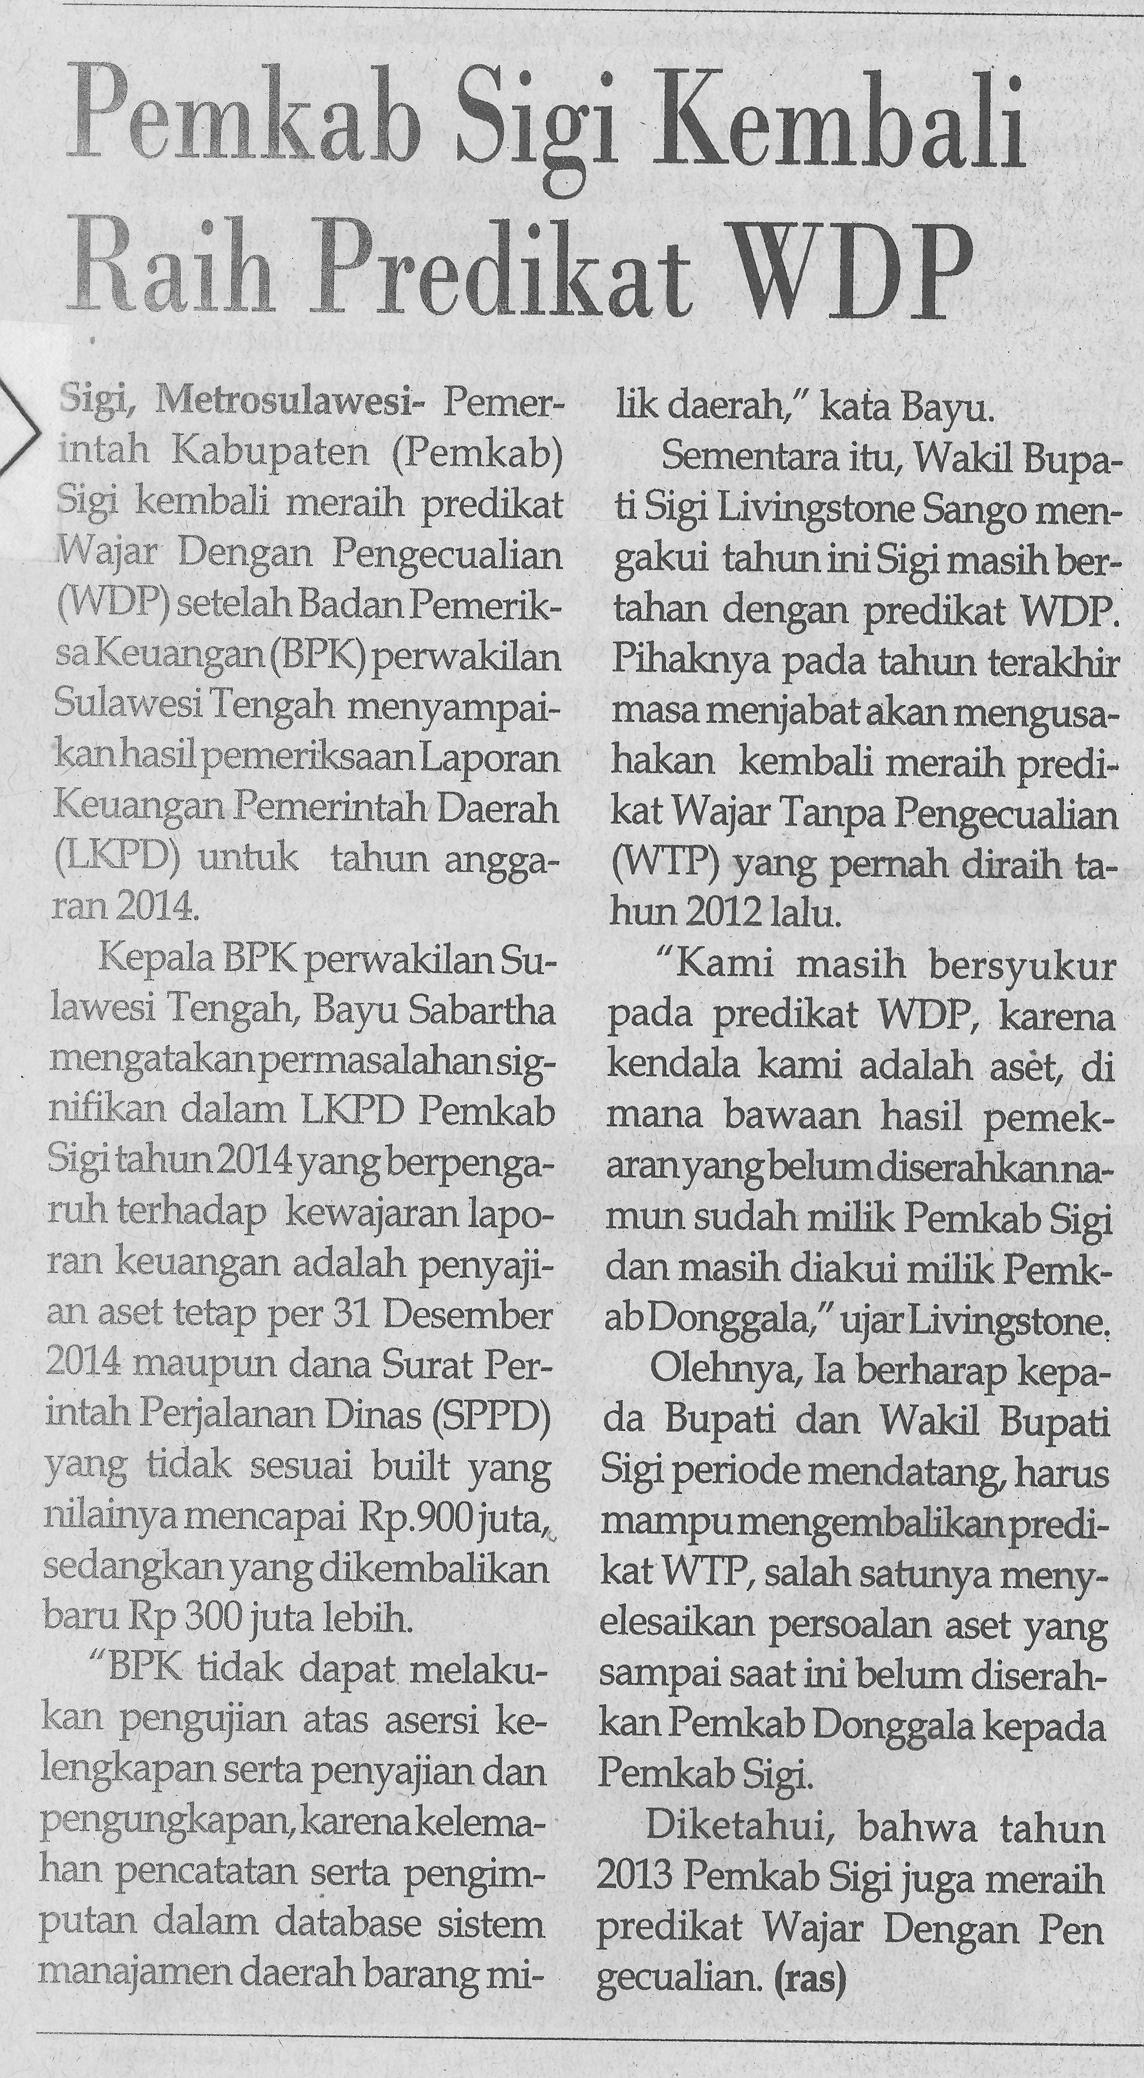 Pemkab Sigi Kembali
Raih Predikat WDP
Sigi, Metrosulawesi- Pemer-
intah Kabupaten (Pemkab)
Sigi kembali meraih predikat
Wajar Dengan Pengecualian
(WDP) setelah Badan Pemerik-
sa Keuangan (BPK) perwakilan
Sulawesi Tengah menyampai-
kan hasil pemeriksaan Laporan
Keuangan Pemerintah Daerah
(LKPD) untuk tahun angga-
ran 2014.
Kepala BPK perwakilan Su-
lawesi Tengah, Bayu Sabartha
mengatakan permasalahan sig-
nifikan dalam LKPD Pemkab
Sigi tahun 2014 yang berpenga-
ruh terhadap kewajaran lapo-
ran keuangan adalah penyaji-
an aset tetap per 31 Desember
2014 maupun dana Surat Per-
intah Perjalanan Dinas (SPPD)
yang tidak sesuai built yang
nilainya mencapai Rp.900 juta,
sedangkan yang dikembalikan
baru Rp 300 juta lebih.
"BPK tidak dapat melaku-
kan pengujian atas asersi ke-
lengkapan serta penyajian dan
pengungkapan, karena kelema-
han pencatatan serta pengim-
putan dalam database sistem
manajamen daerah barang mi-
lik daerah," kata Bayu.
Sementara itu, Wakil Bupa-
ti Sigi Livingstone Sango men-
gakui tahun ini Sigi masih ber-
tahan dengan predikat WDP.
Pihaknya pada tahun terakhir
masa menjabat akan mengusa-
hakan kembali meraih predi-
kat Wajar Tanpa Pengecualian
(WTP) yang pernah diraih ta-
hun 2012 lalu.
"Kami masih bersyukur
pada predikat WDP, karena
kendala kami adalah aset, di
mana bawaan hasil pemek-
aran yang belum diserahkan na-
mun sudah milik Pemkab Sigi
dan masih diakui milik Pemk-
ab Donggala," ujar Livingstone.
Olehnya, Ia berharap kepa-
da Bupati dan Wakil Bupati
Sigi periode mendatang, harus
mampu mengembalikan predi-
kat WTP, salah satunya meny-
elesaikan persoalan aset yang
sampai saat ini belum diserah-
kan Pemkab Donggala kepada
Pemkab Sigi.
Diketahui, bahwa tahun
2013 Pemkab Sigi juga meraih
predikat Wajar Dengan Pen
gecualian. (ras)